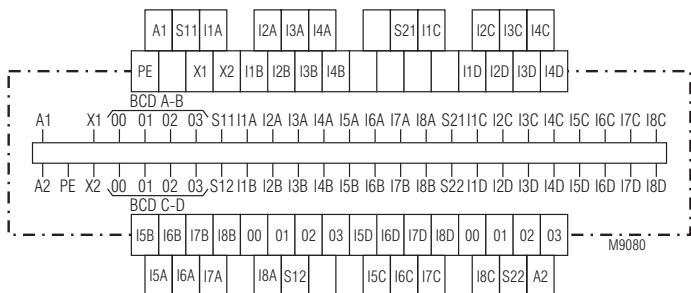 A1 S11 I1A I2A I3A I4A S21 I1C I2C I3C I4C
PE X1 X2 I1B I2B I3B I4B I1D I2D I3D I4D
BCD A-B
A1 X1 00 01 02 03 S11 I1A I2A I3A I4A I5A I6A I7A I8A S21 I1C I2C I3C I4C I5C I6C I7C I8C
A2 PE X2 00 01 02 03 S12 I1B I2B I3B I4B I5B I6B I7B I8B S22 I1D I2D I3D I4D I5D I6D I7D I8D
BCD C-D
I5B I6B I7B I8B 00 01 02 03 I5D I6D I7D I8D 00 01 02 03
M9080
I5A I6A I7A I8A S12 I5C I6C I7C I8C S22 A2